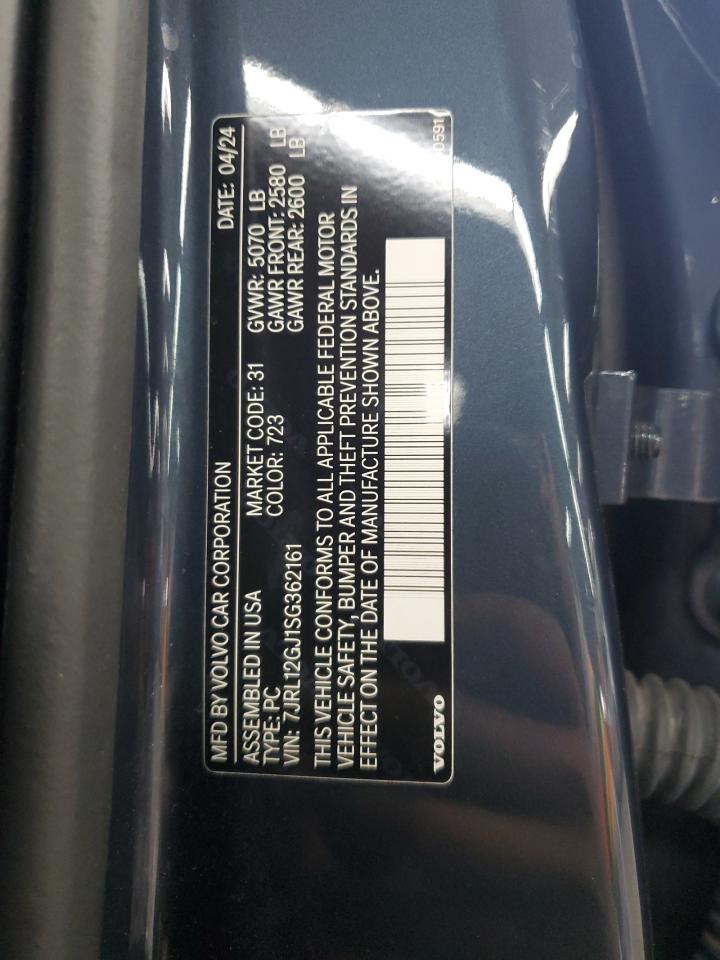 MFD BY VOLVO CAR CORPORATION DATE: 04/24
ASSEMBLED IN USA MARKET CODE: 31 GVWR: 5070 LB
TYPE: PC COLOR: 723 GAWR FRONT: 2580 LB
VIN: 7JRL12GJ1SG362161 GAWR REAR: 2600 LB
THIS VEHICLE CONFORMS TO ALL APPLICABLE FEDERAL MOTOR
VEHICLE SAFETY, BUMPER AND THEFT PREVENTION STANDARDS IN
EFFECT ON THE DATE OF MANUFACTURE SHOWN ABOVE.
VOLVO